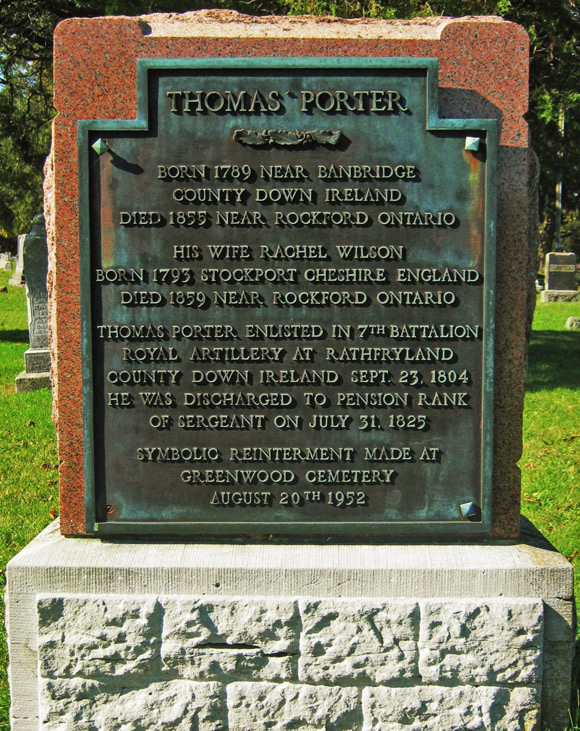 THOMAS PORTER
BORN 1789 NEAR BANBRIDGE
COUNTY DOWN IRELAND
DIED 1855 NEAR ROCKFORD ONTARIO
HIS WIFE RACHEL WILSON
BORN 1793 STOCKPORT CHESHIRE ENGLAND
DIED 1859 NEAR ROCKFORD ONTARIO
THOMAS PORTER ENLISTED IN 7TH BATTALION
ROYAL ARTILLERY AT RATHFRYLAND
COUNTY DOWN IRELAND SEPT. 23, 1804
HE WAS DISCHARGED TO PENSION RANK
OF SERGEANT ON JULY 31, 1825
SYMBOLIC REINTERMENT MADE AT
GREENWOOD CEMETERY
AUGUST 20TH 1952